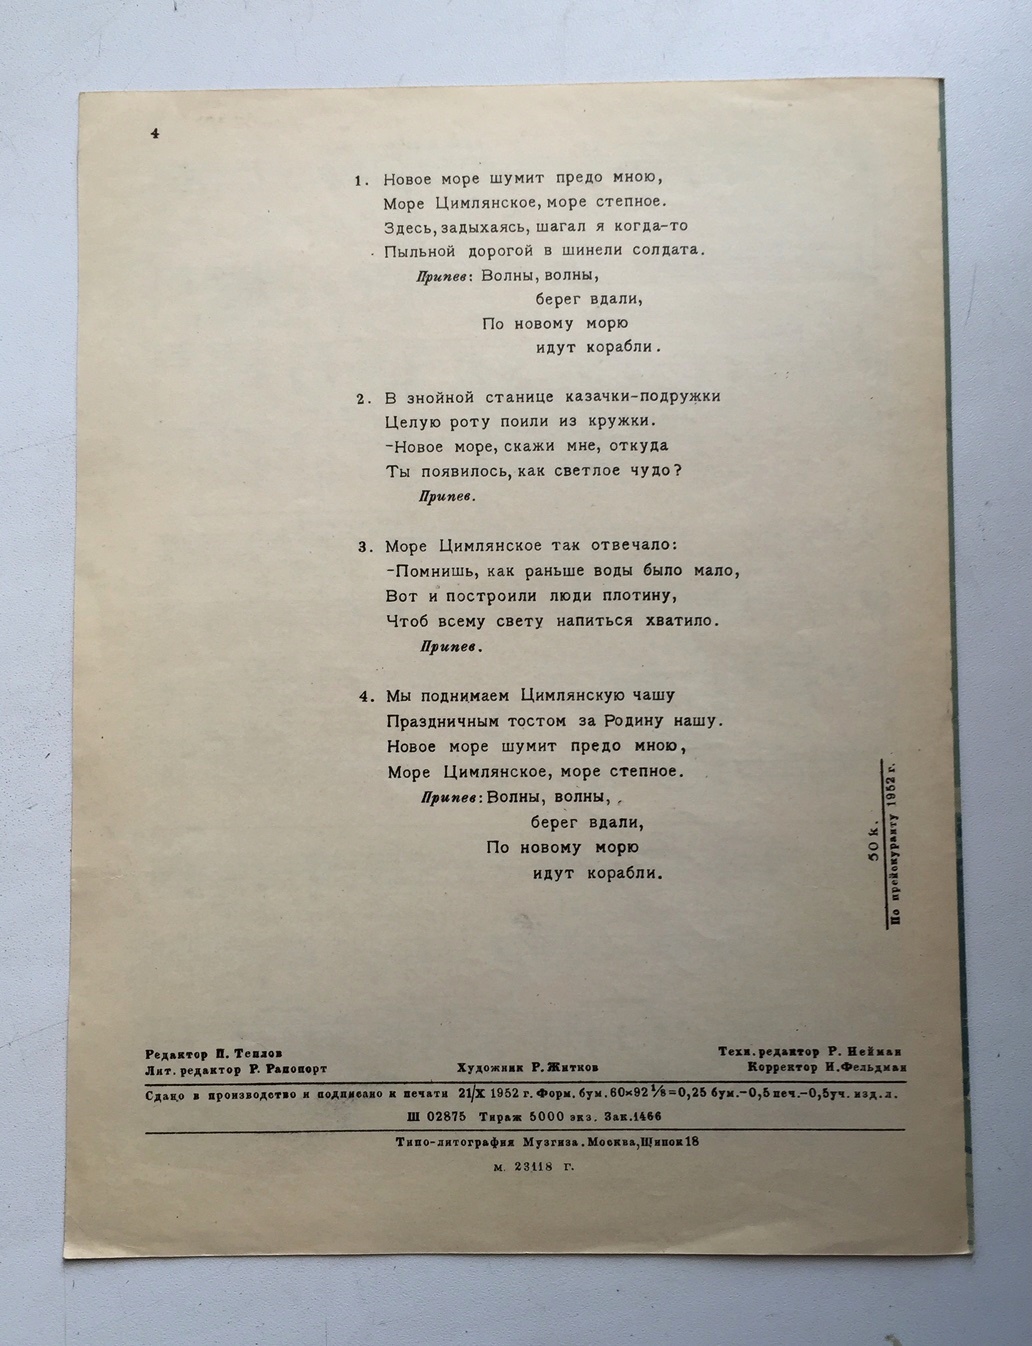 4
1. Новое море шумит предо мною,
Море Цимлянское, море степное.
Здесь, задыхаясь, шагал я когда-то
Пыльной дорогой в шинели солдата.
Припев: Волны, волны,
берег вдали,
По новому морю
идут корабли.
2. В знойной станице казачки-подружки
Целую роту поили из кружки.
-Новое море, скажи мне, откуда
Ты появилось, как светлое чудо?
Припев.
3. Море Цимлянское так отвечало:
-Помнишь, как раньше воды было мало,
Вот и построили люди плотину,
Чтоб всему свету напиться хватило.
Припев.
4. Мы поднимаем Цимлянскую чашу
Праздничным тостом за Родину нашу.
Новое море шумит предо мною,
Море Цимлянское, море степное.
Припев: Волны, волны,
берег вдали,
По новому морю
идут корабли.
50 к.
По прейскуранту 1952 г.
Редактор П. Теплов
Лит. редактор Р. Рапопорт
Художник Р. Житков
Техн. редактор Р. Нейман
Корректор И. Фельдман
Сдано в производство и подписано к печати 21/X 1952 г. Форм. бум. 60×92 1/8=0,25 бум.-0,5 печ.-0,5 уч. изд. л.
Ш 02875 Тираж 5000 экз. Зак. 1466
Типо-литография Музгиза. Москва, Щипок 18
м. 23118 г.